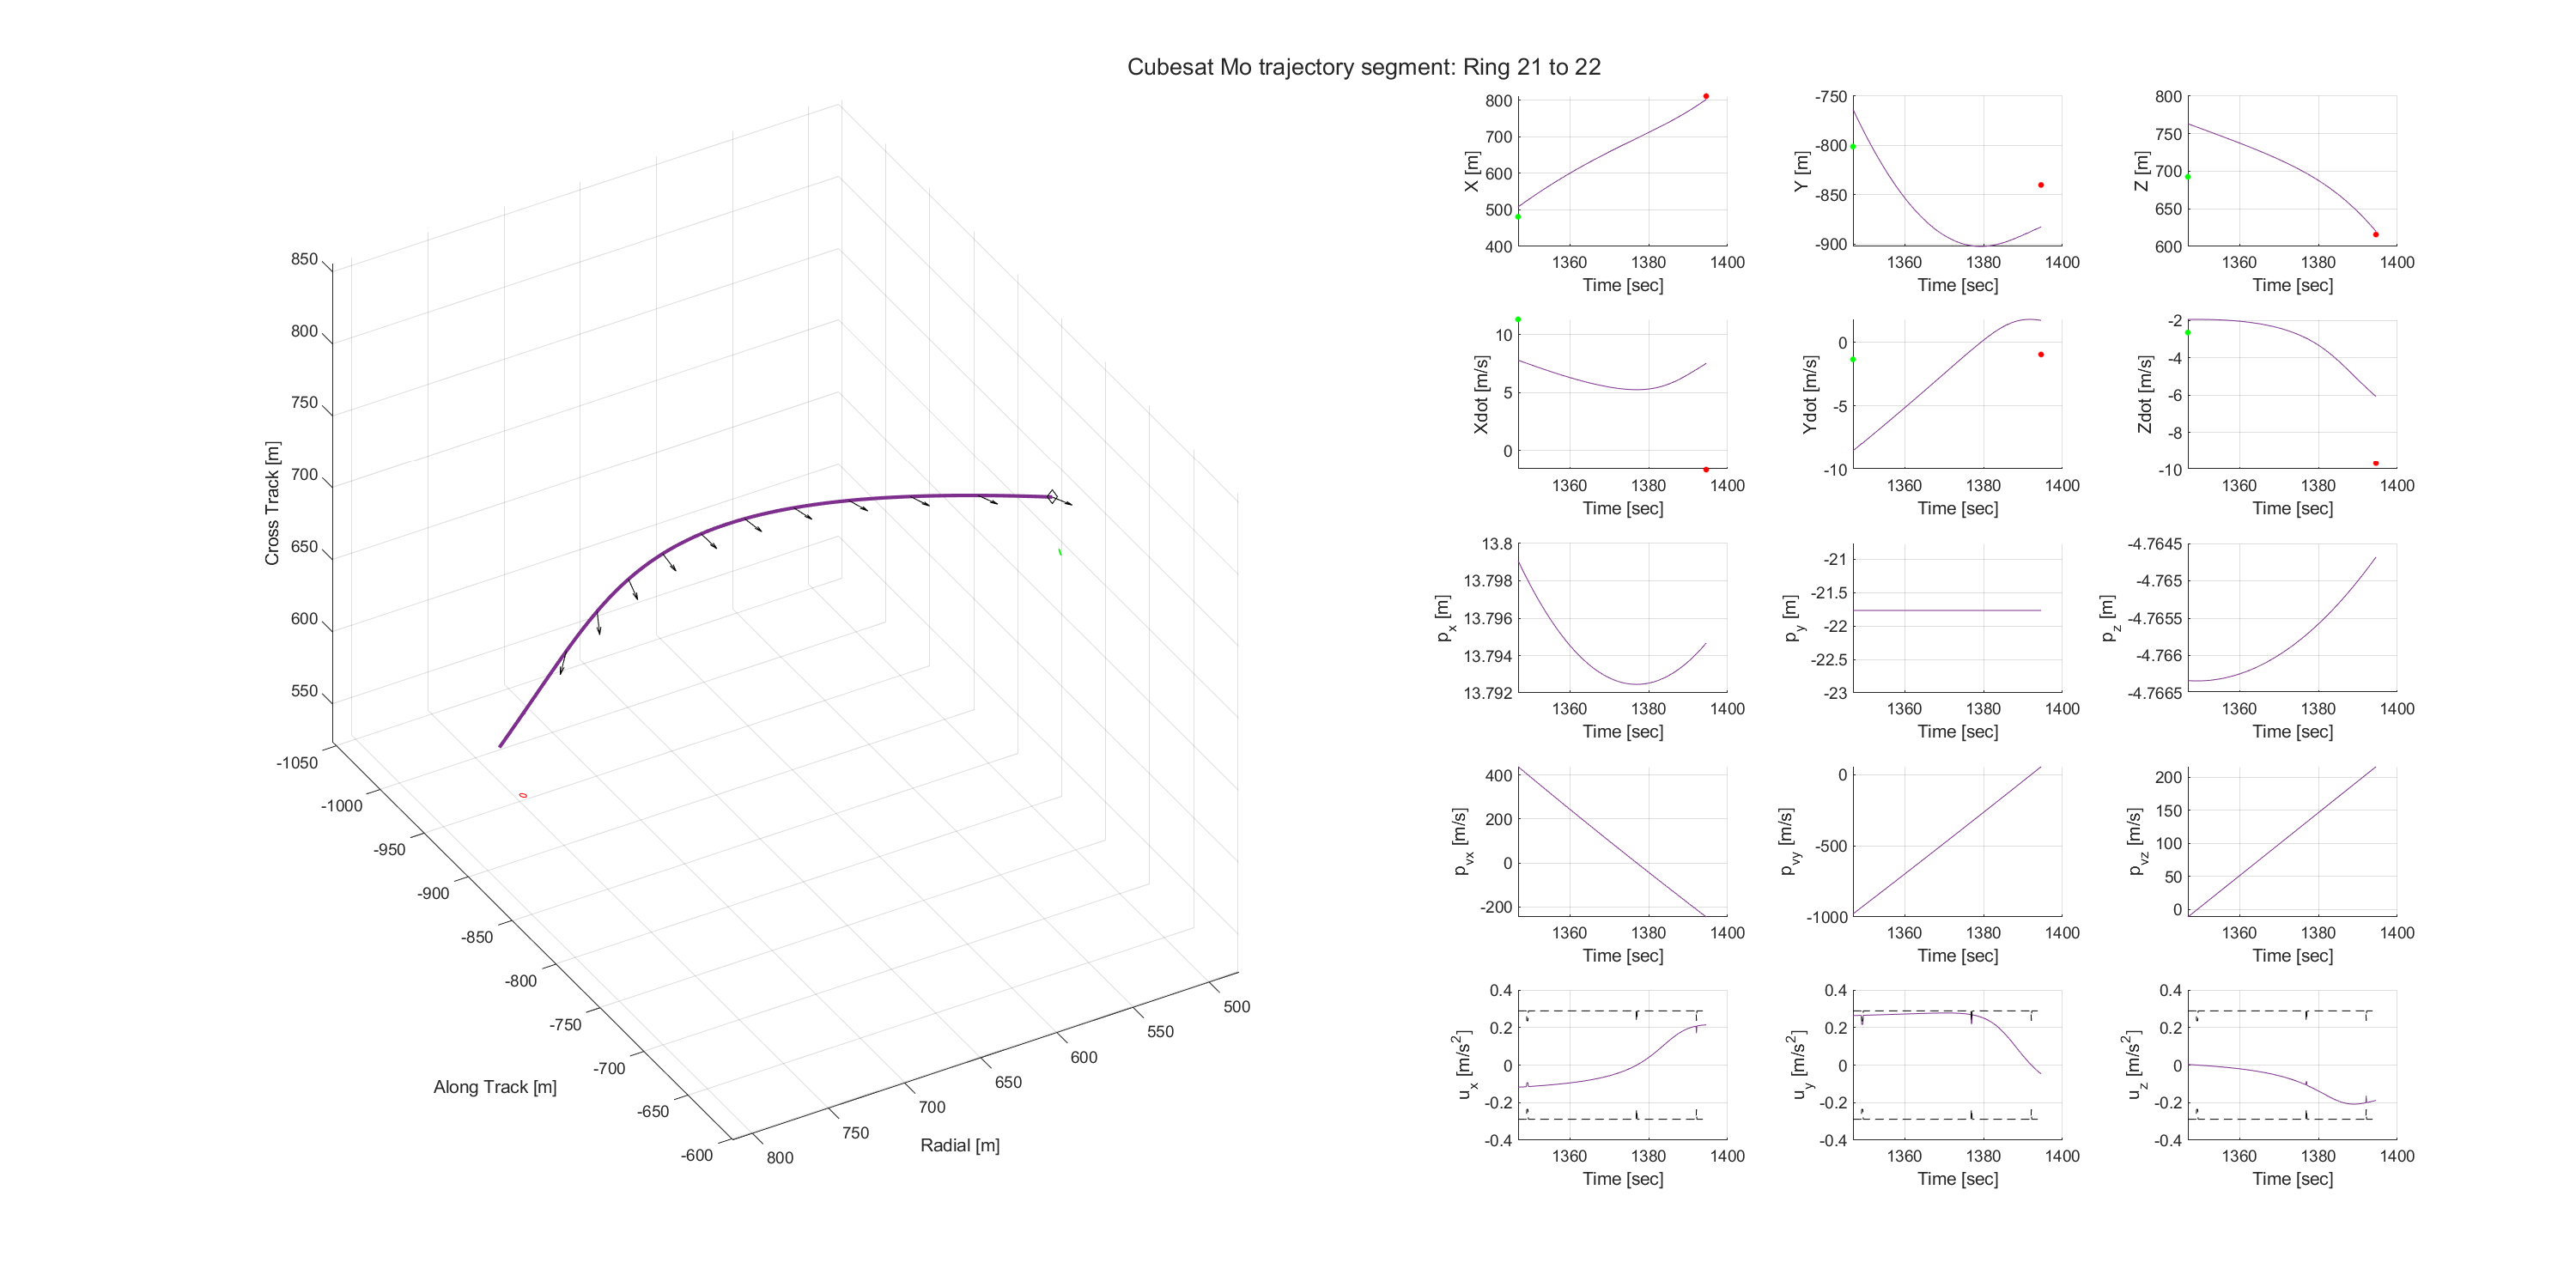 Cubesat Mo trajectory segment: Ring 21 to 22
850
800
750
700
650
600
550
Cross Track [m]
-1050
-1000
-950
-900
-850
-800
-750
-700
-650
-600
Along Track [m]
800
750
700
650
600
550
500
Radial [m]
800
700
600
500
400
X [m]
1360 1380 1400
Time [sec]
-750
-800
-850
-900
Y [m]
1360 1380 1400
Time [sec]
800
750
700
650
600
Z [m]
1360 1380 1400
Time [sec]
10
5
0
Xdot [m/s]
1360 1380 1400
Time [sec]
0
-5
-10
Ydot [m/s]
1360 1380 1400
Time [sec]
-2
-4
-6
-8
-10
Zdot [m/s]
1360 1380 1400
Time [sec]
13.8
13.798
13.796
13.794
13.792
p_x [m]
1360 1380 1400
Time [sec]
-21
-21.5
-22
-22.5
-23
p_y [m]
1360 1380 1400
Time [sec]
-4.7645
-4.765
-4.7655
-4.766
-4.7665
p_z [m]
1360 1380 1400
Time [sec]
400
200
0
-200
p_vx [m/s]
1360 1380 1400
Time [sec]
0
-500
-1000
p_vy [m/s]
1360 1380 1400
Time [sec]
200
150
100
50
0
p_vz [m/s]
1360 1380 1400
Time [sec]
0.4
0.2
0
-0.2
-0.4
u_x [m/s²]
1360 1380 1400
Time [sec]
0.4
0.2
0
-0.2
-0.4
u_y [m/s²]
1360 1380 1400
Time [sec]
0.4
0.2
0
-0.2
-0.4
u_z [m/s²]
1360 1380 1400
Time [sec]